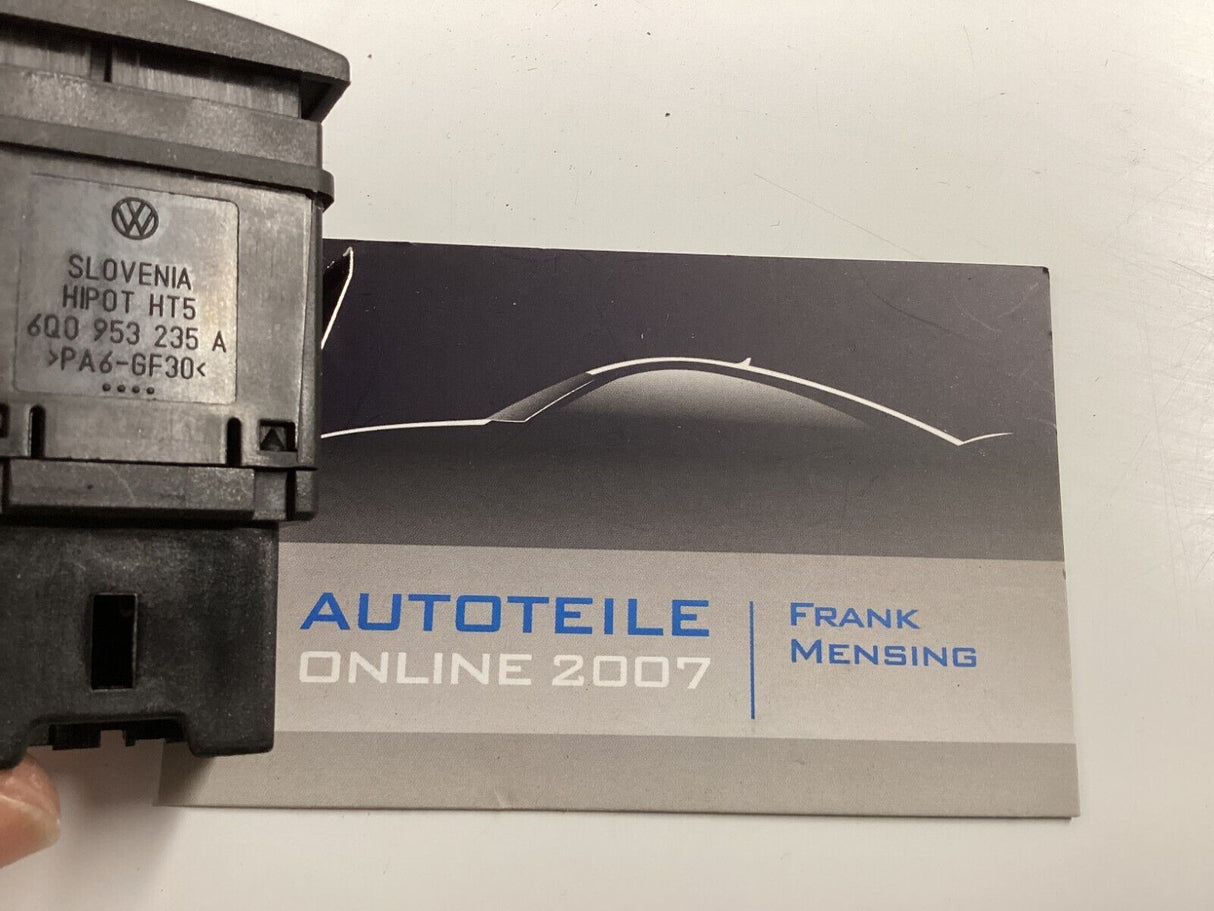 SLOVENIA
HIPOT HT5
6Q0 953 235 A
>PA6-GF30<
AUTOTEILE
ONLINE 2007
FRANK
MENSING